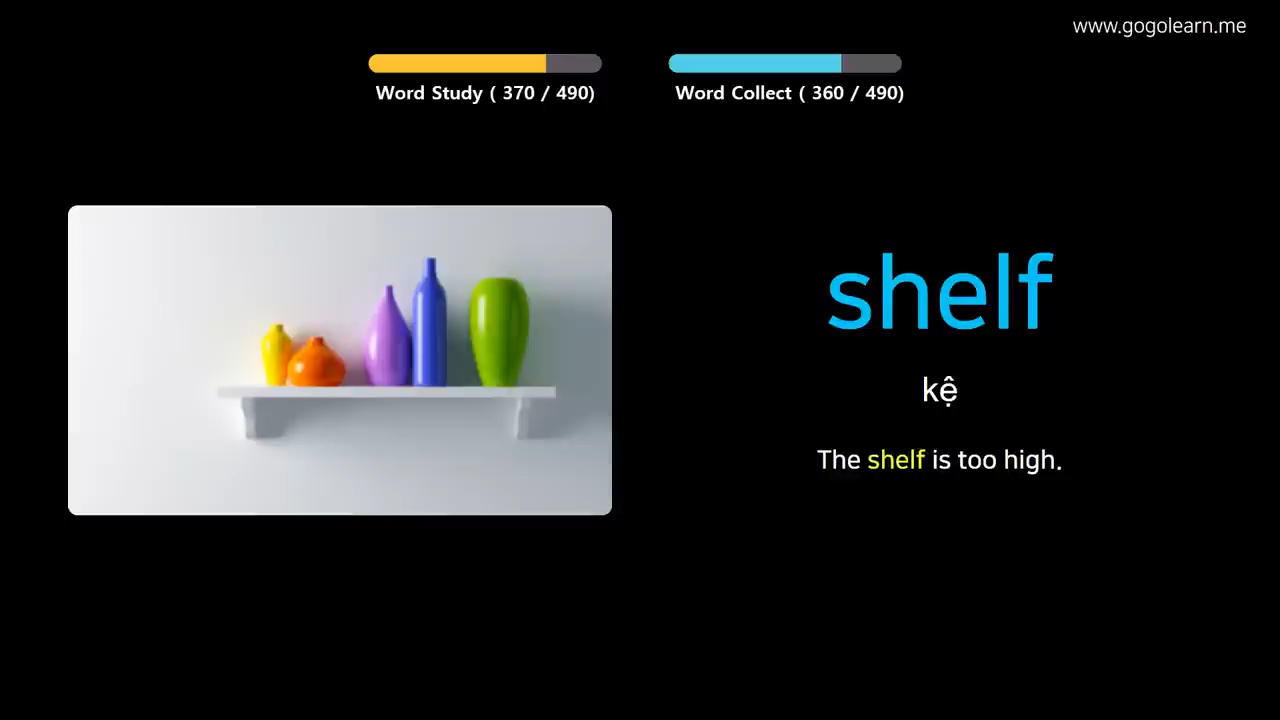 www.gogolearn.me
Word Study ( 370 / 490)
Word Collect ( 360 / 490)
shelf
kệ
The shelf is too high.